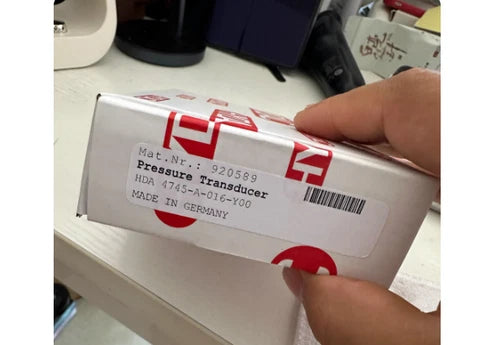 Mat.Nr.: 920589
Pressure Transducer
HDA 4745-A-016-Y00
MADE IN GERMANY